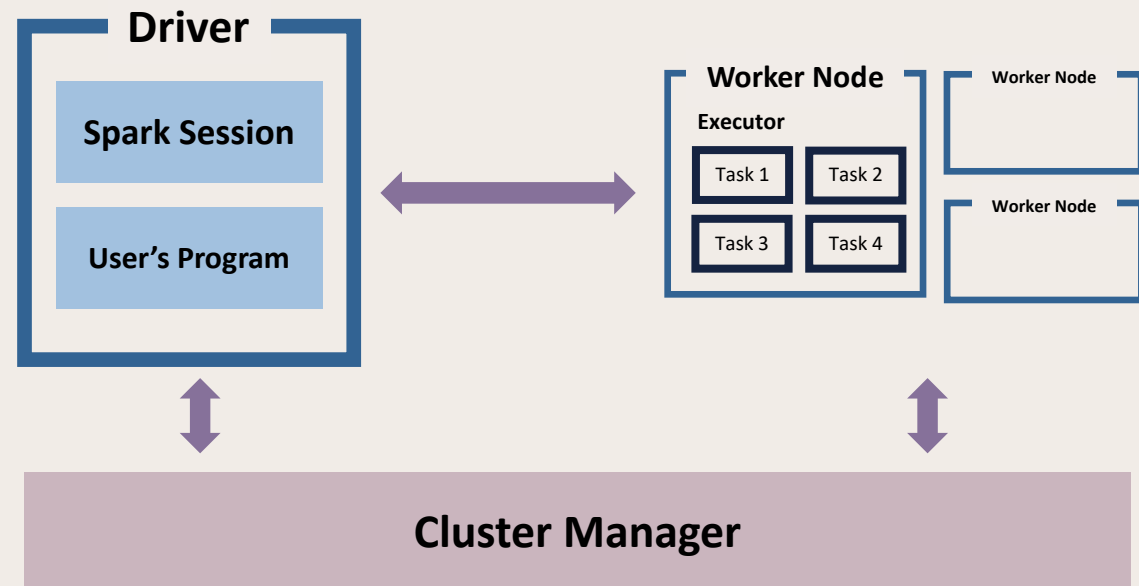 Driver
Spark Session
User’s Program
Worker Node
Executor
Task 1
Task 2
Task 3
Task 4
Worker Node
Worker Node
Cluster Manager